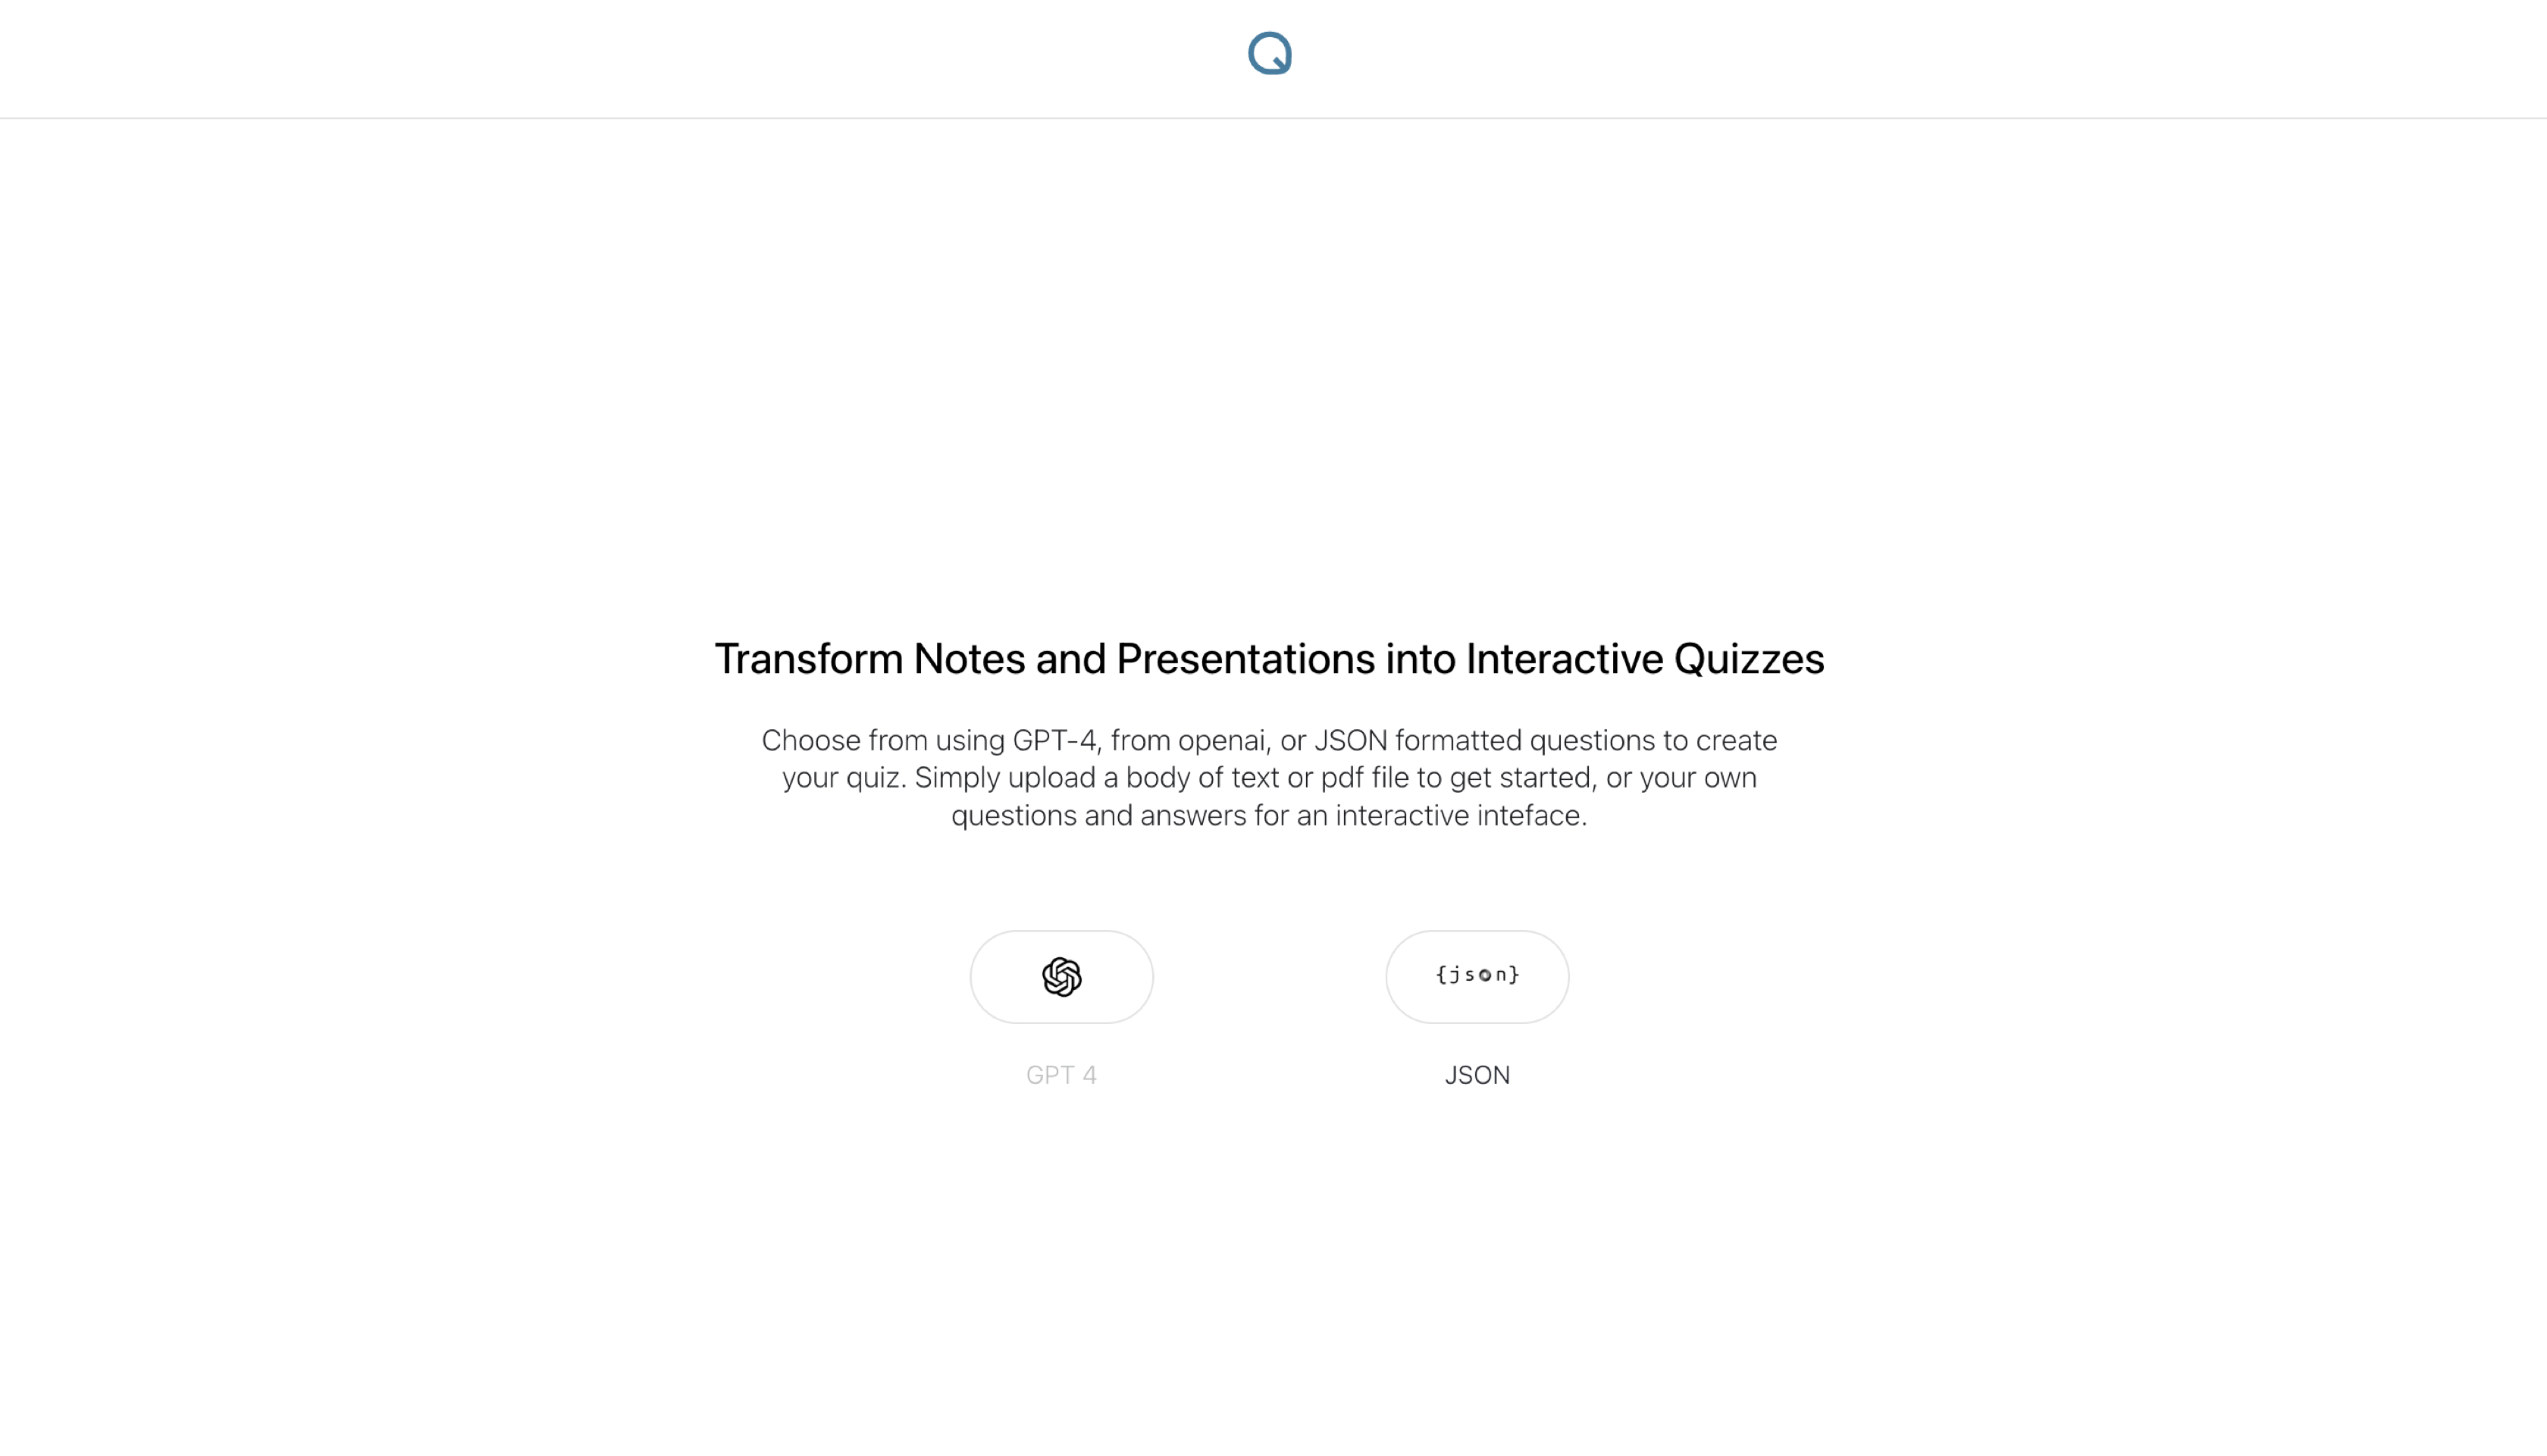 Q
Transform Notes and Presentations into Interactive Quizzes
Choose from using GPT-4, from openai, or JSON formatted questions to create
your quiz. Simply upload a body of text or pdf file to get started, or your own
questions and answers for an interactive inteface.
{json}
GPT 4
JSON